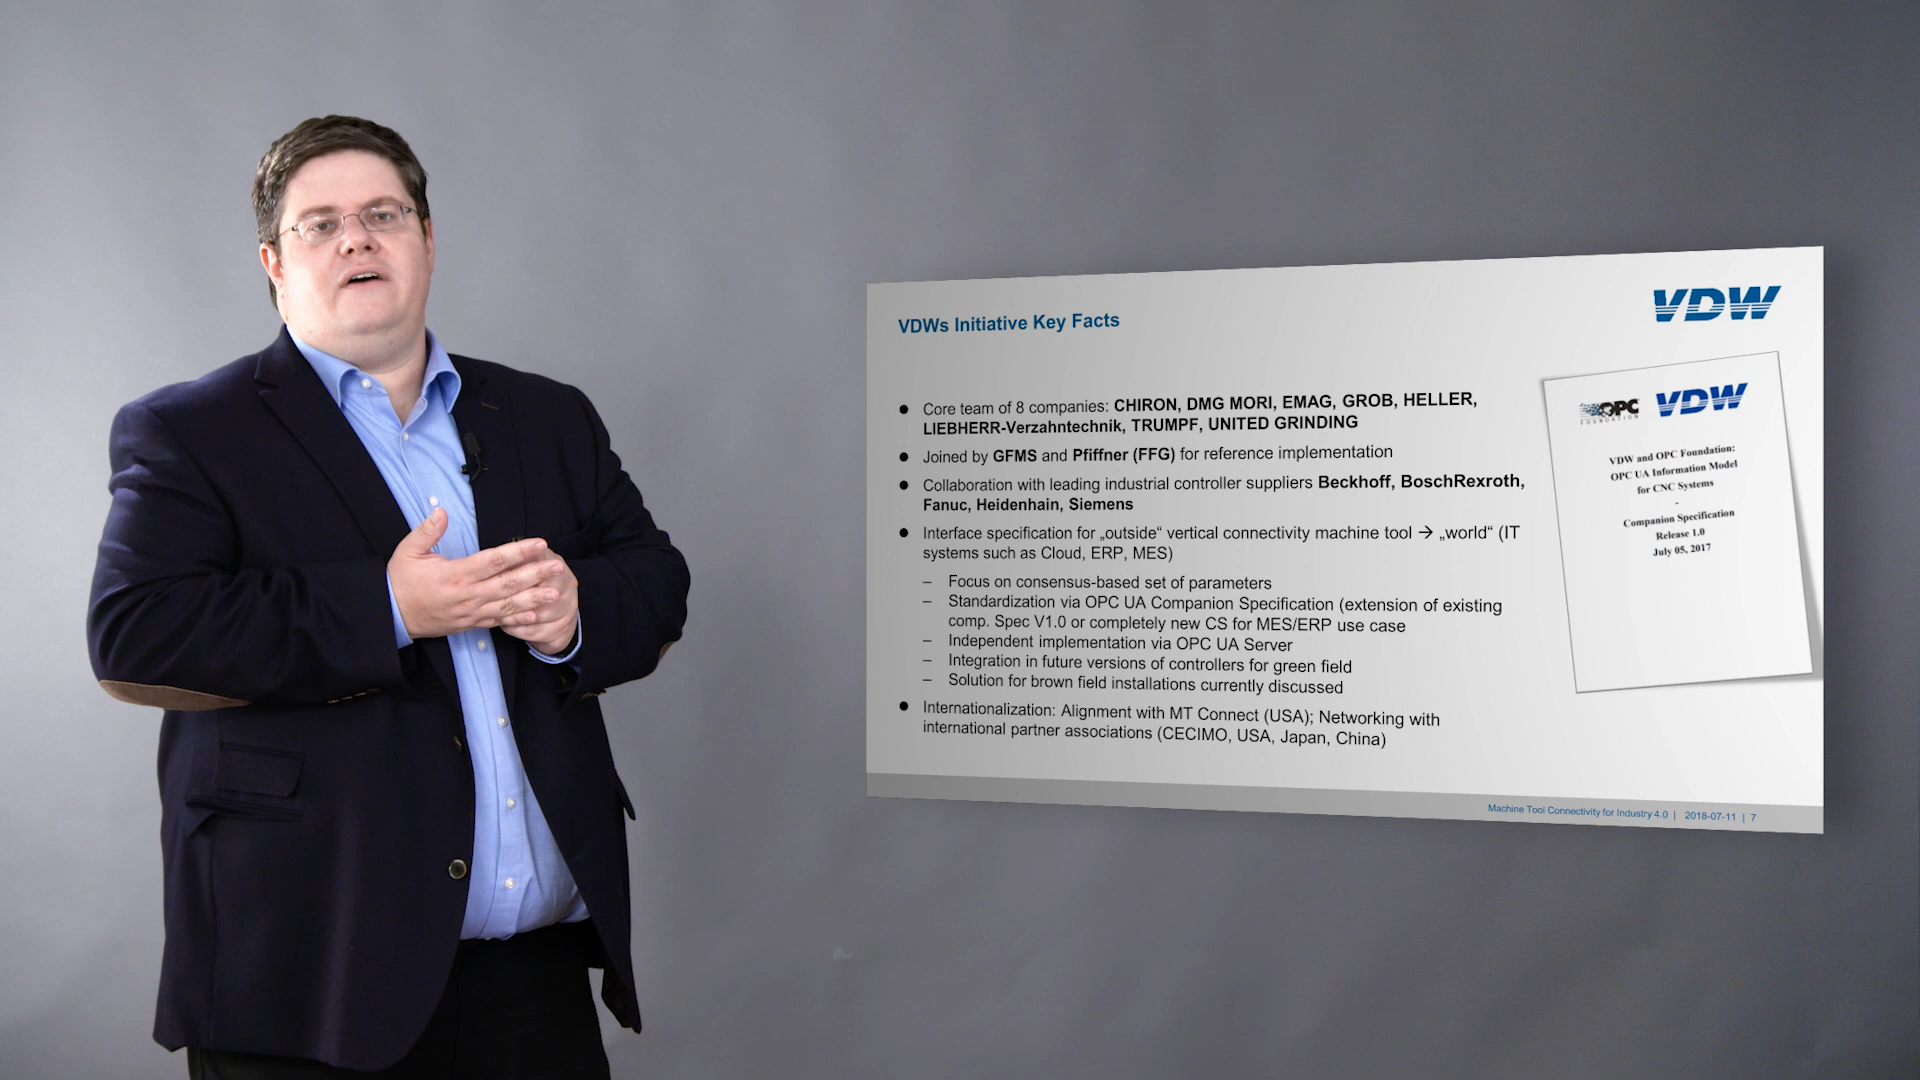 VDW
VDWs Initiative Key Facts
● Core team of 8 companies: CHIRON, DMG MORI, EMAG, GROB, HELLER,
LIEBHERR-Verzahntechnik, TRUMPF, UNITED GRINDING
● Joined by GFMS and Pfiffner (FFG) for reference implementation
● Collaboration with leading industrial controller suppliers Beckhoff, BoschRexroth,
Fanuc, Heidenhain, Siemens
● Interface specification for „outside“ vertical connectivity machine tool → „world“ (IT
systems such as Cloud, ERP, MES)
– Focus on consensus-based set of parameters
– Standardization via OPC UA Companion Specification (extension of existing
comp. Spec V1.0 or completely new CS for MES/ERP use case
– Independent implementation via OPC UA Server
– Integration in future versions of controllers for green field
– Solution for brown field installations currently discussed
● Internationalization: Alignment with MT Connect (USA); Networking with
international partner associations (CECIMO, USA, Japan, China)
OPC VDW
FOUNDATION
VDW and OPC Foundation:
OPC UA Information Model
for CNC Systems
-
Companion Specification
Release 1.0
July 05, 2017
Machine Tool Connectivity for Industry 4.0 | 2018-07-11 | 7